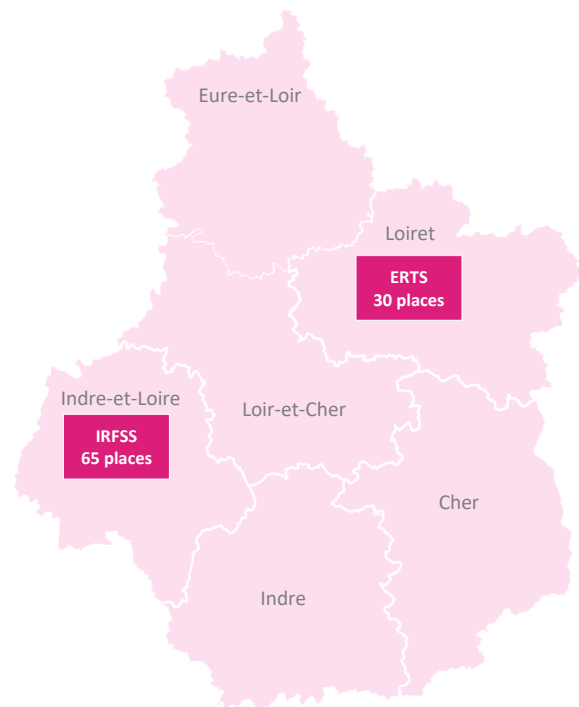 Eure-et-Loir
Loiret
ERTS
30 places
Indre-et-Loire
IRFSS
65 places
Loir-et-Cher
Cher
Indre